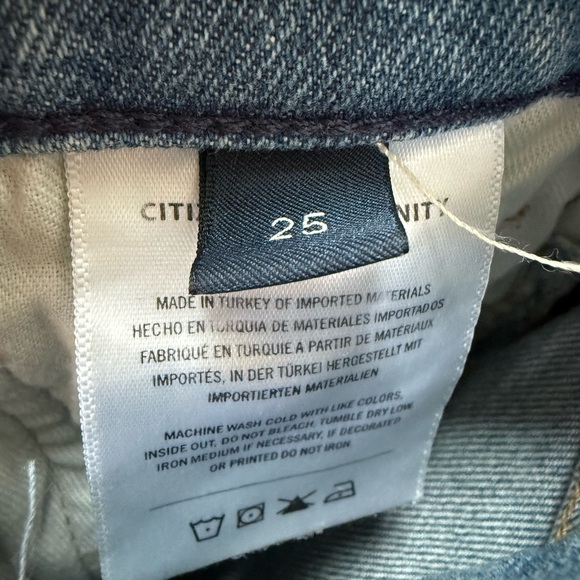 CITIZ NITY
25
MADE IN TURKEY OF IMPORTED MATERIALS
HECHO EN TURQUIA DE MATERIALES IMPORTADOS
FABRIQUÉ EN TURQUIE A PARTIR DE MATÉRIAUX
IMPORTÉS, IN DER TÜRKEI HERGESTELLT MIT
IMPORTIERTEN MATERIALIEN
MACHINE WASH COLD WITH LIKE COLORS,
INSIDE OUT, DO NOT BLEACH, TUMBLE DRY LOW
IRON MEDIUM IF NECESSARY, IF DECORATED
OR PRINTED DO NOT IRON